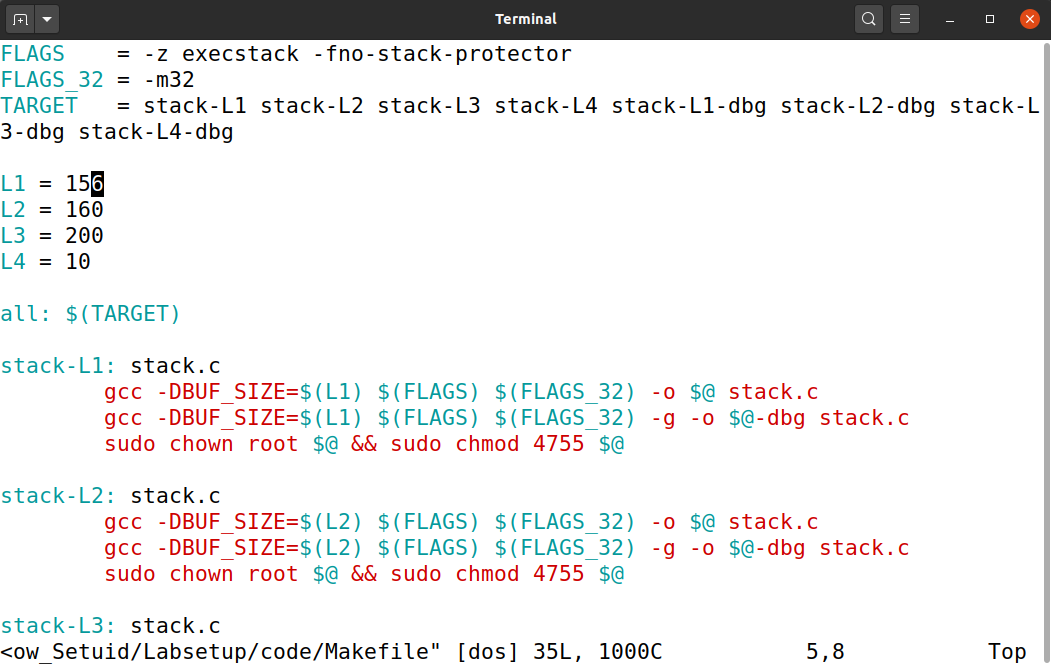 Terminal
FLAGS    = -z execstack -fno-stack-protector
FLAGS_32 = -m32
TARGET   = stack-L1 stack-L2 stack-L3 stack-L4 stack-L1-dbg stack-L2-dbg stack-L
3-dbg stack-L4-dbg
L1 = 156
L2 = 160
L3 = 200
L4 = 10
all: $(TARGET)
stack-L1: stack.c
        gcc -DBUF_SIZE=$(L1) $(FLAGS) $(FLAGS_32) -o $@ stack.c
        gcc -DBUF_SIZE=$(L1) $(FLAGS) $(FLAGS_32) -g -o $@-dbg stack.c
        sudo chown root $@ && sudo chmod 4755 $@
stack-L2: stack.c
        gcc -DBUF_SIZE=$(L2) $(FLAGS) $(FLAGS_32) -o $@ stack.c
        gcc -DBUF_SIZE=$(L2) $(FLAGS) $(FLAGS_32) -g -o $@-dbg stack.c
        sudo chown root $@ && sudo chmod 4755 $@
stack-L3: stack.c
<ow_Setuid/Labsetup/code/Makefile" [dos] 35L, 1000C           5,8           Top